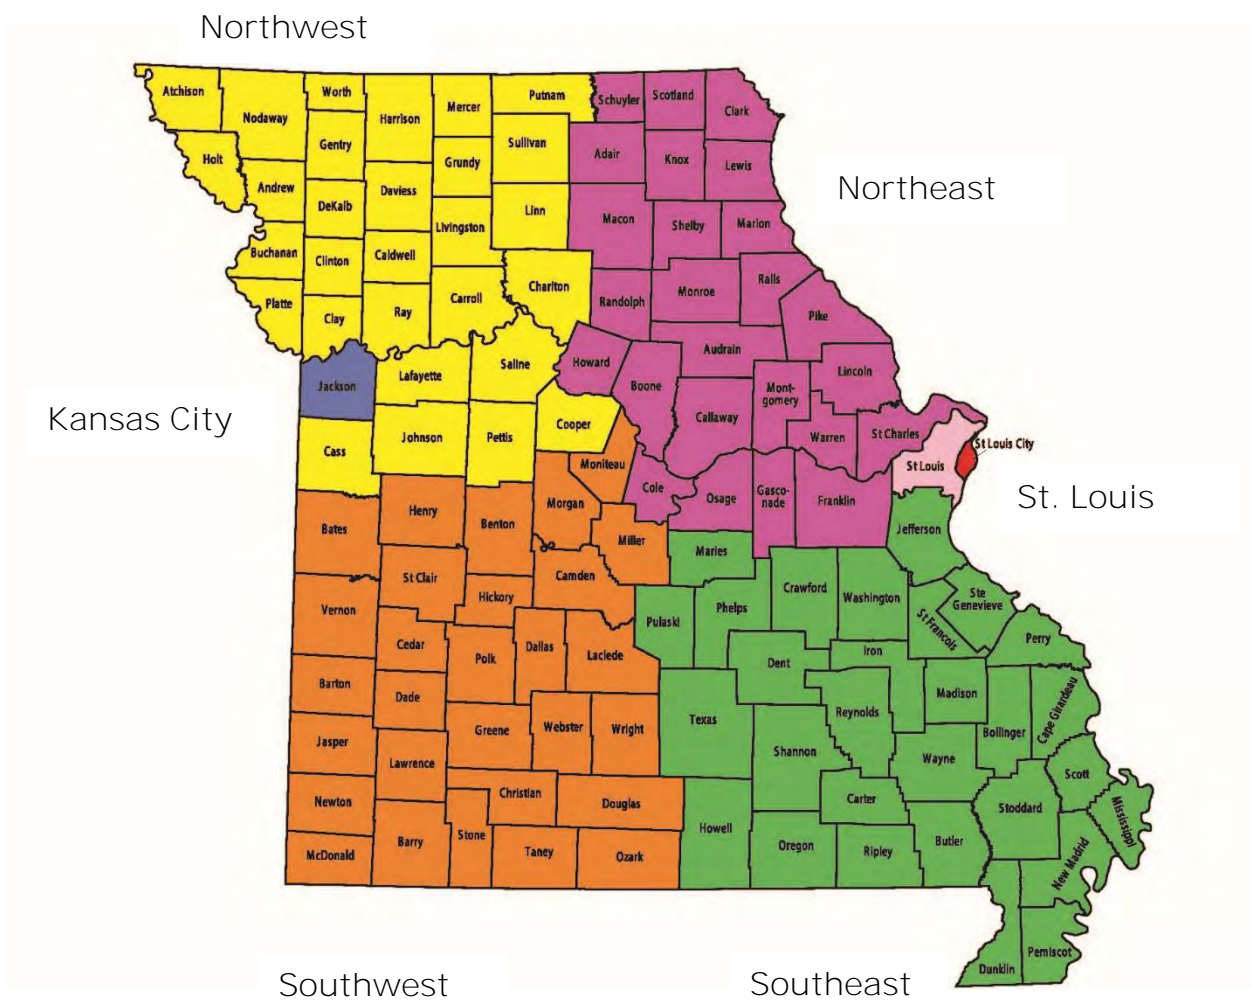 Northwest
Atchison
Nodaway
Worth
Harrison
Mercer
Putnam
Schuyler
Scotland
Clark
Holt
Gentry
Grundy
Sullivan
Adair
Knox
Lewis
Northeast
Andrew
DeKalb
Daviess
Livingston
Linn
Macon
Shelby
Marion
Buchanan
Clinton
Caldwell
Carroll
Chariton
Randolph
Monroe
Ralls
Platte
Clay
Ray
Pike
Jackson
Lafayette
Saline
Howard
Boone
Audrain
Lincoln
Kansas City
Cass
Johnson
Pettis
Cooper
Callaway
Mont-
gomery
Warren
St Charles
St Louis
St Louis City
St. Louis
Moniteau
Morgan
Cole
Osage
Gasco-
nade
Franklin
Jefferson
Bates
Henry
Benton
Miller
Maries
St Clair
Camden
Hickory
Vernon
Pulaski
Phelps
Crawford
Washington
Ste
Genevieve
St Francois
Perry
Cedar
Polk
Dallas
Laclede
Dent
Iron
Barton
Dade
Texas
Reynolds
Madison
Bollinger
Cape Girardeau
Jasper
Greene
Webster
Wright
Shannon
Wayne
Lawrence
Scott
Newton
Christian
Douglas
Carter
Stoddard
Mississippi
McDonald
Barry
Stone
Taney
Ozark
Howell
Oregon
Ripley
Butler
New Madrid
Dunklin
Pemiscot
Southwest
Southeast